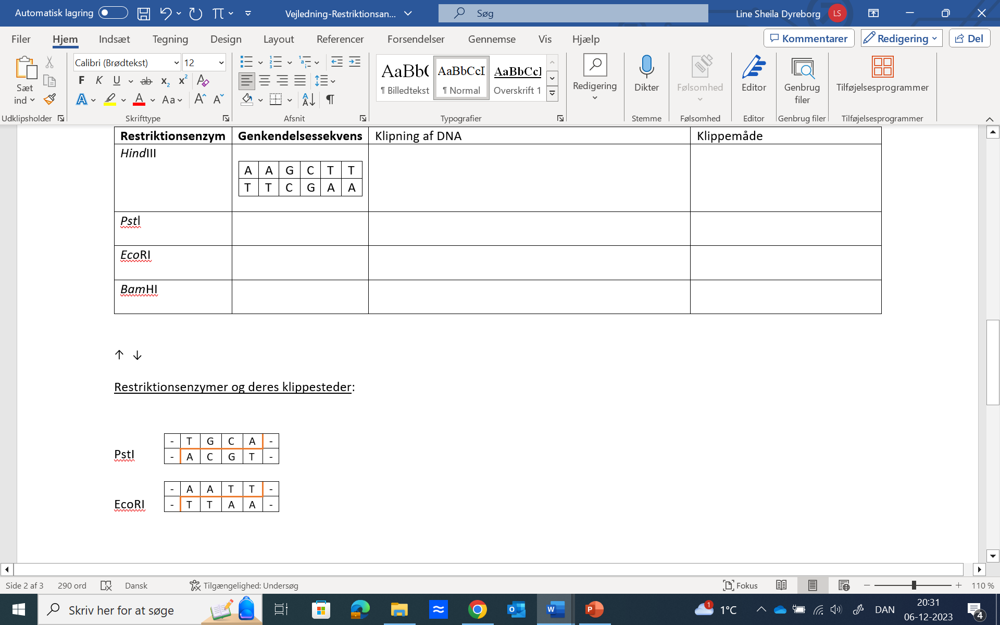 Automatisk lagring
Vejledning-Restriktionsan...
Søg
Line Sheila Dyreborg
LS
Filer Hjem Indsæt Tegning Design Layout Referencer Forsendelser Gennemse Vis Hjælp
Kommentarer Redigering Del
Calibri (Brødtekst) 12
Sæt ind
F K U ab x₂ x²
A A Aa A A
AaBb( AaBbCcI AaBbCcI
¶ Billedtekst ¶ Normal Overskrift 1
Redigering Dikter Følsomhed Editor Genbrug filer Tilføjelsesprogrammer
Udklipsholder Skrifttype Afsnit Typografier Stemme Følsomhed Editor Genbrug filer Tilføjelsesprogrammer
Restriktionsenzym Genkendelsessekvens Klipning af DNA Klippemåde
HindIII
A A G C T T
T T C G A A
PstI
EcoRI
BamHI
↑ ↓
Restriktionsenzymer og deres klippesteder:
PstI
- T G C A -
- A C G T -
EcoRI
- A A T T -
- T T A A -
Side 2 af 3 290 ord Dansk Tilgængelighed: Undersøg Fokus 110 %
Skriv her for at søge
1 1°C DAN 20:31
06-12-2023 4